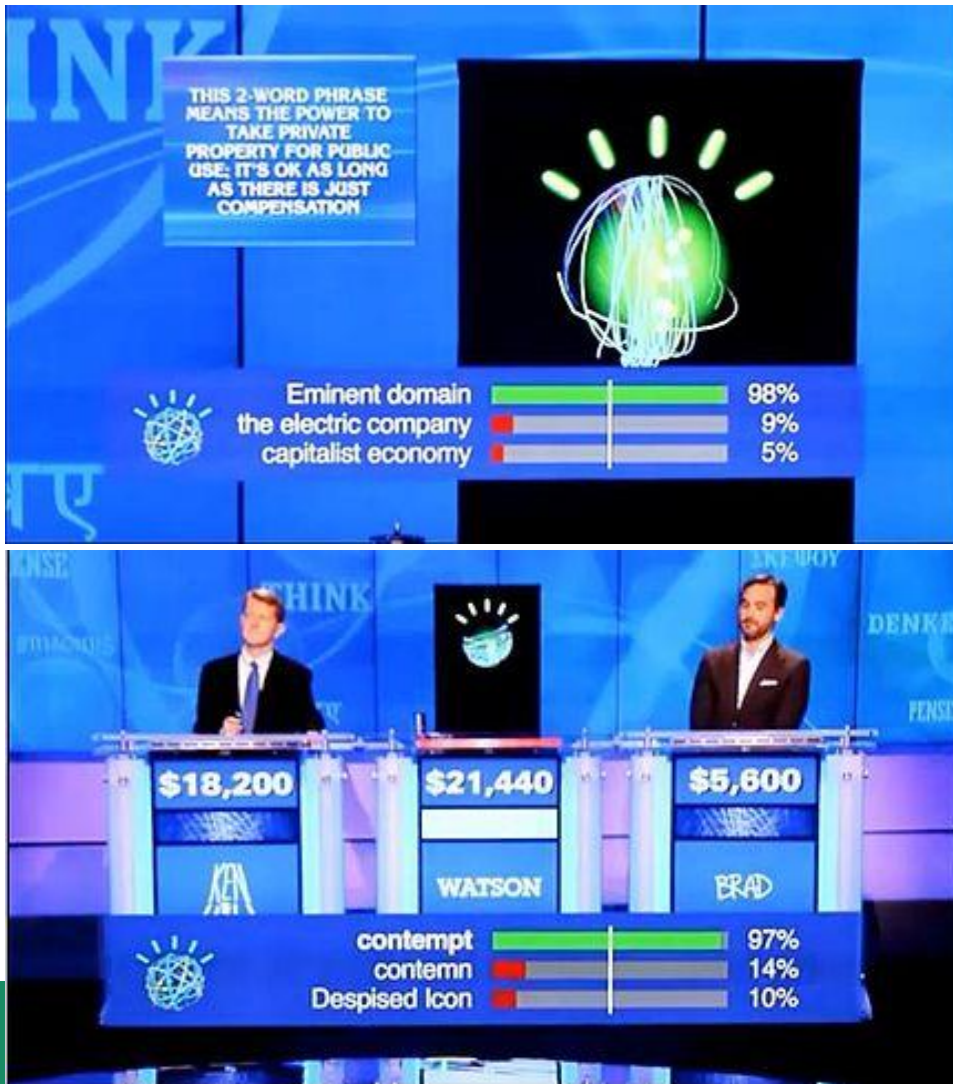 INK
THIS 2-WORD PHRASE
MEANS THE POWER TO
TAKE PRIVATE
PROPERTY FOR PUBLIC
USE; IT'S OK AS LONG
AS THERE IS JUST
COMPENSATION
Eminent domain 98%
the electric company 9%
capitalist economy 5%
ENSE
THINK
DENKE
PENSE
$18,200
$21,440
$5,600
KEN
WATSON
BRAD
contempt 97%
contemn 14%
Despised Icon 10%